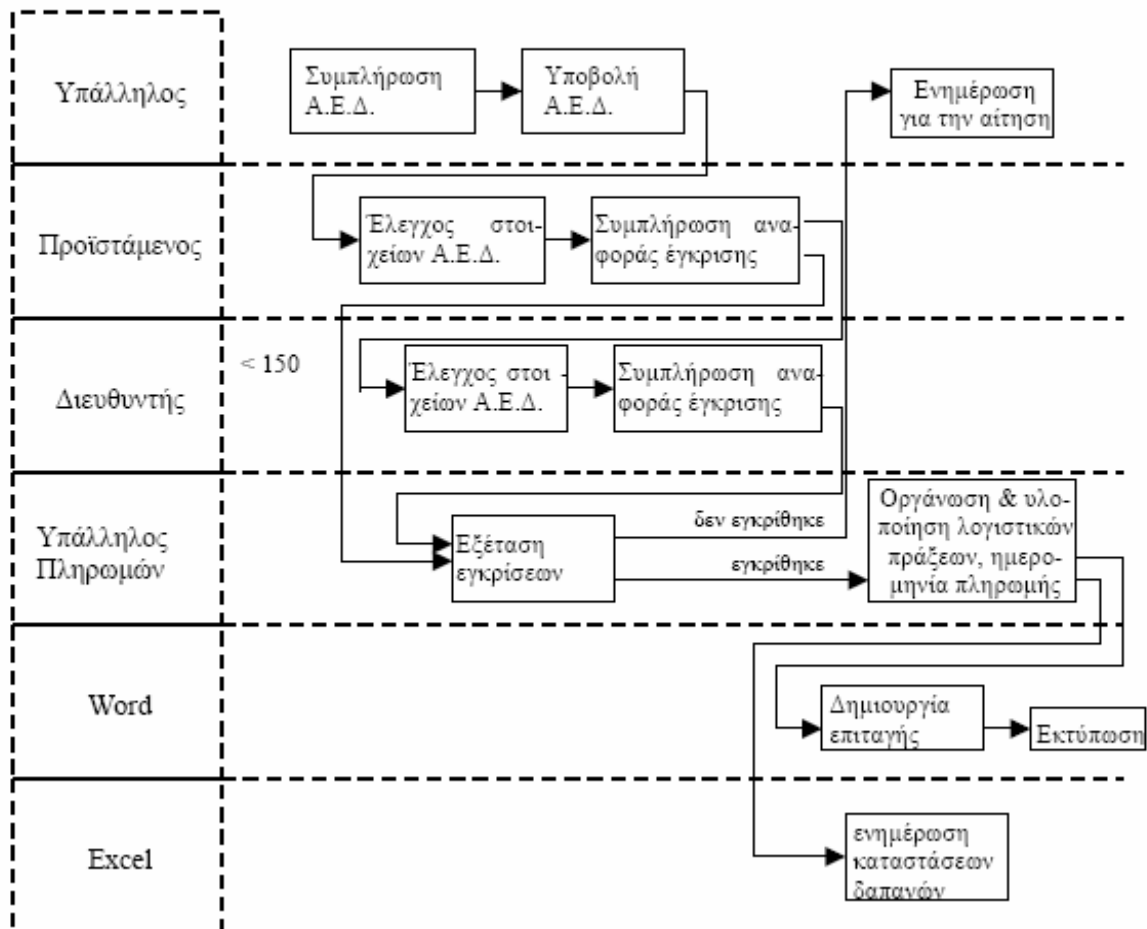 Υπάλληλος
Συμπλήρωση
Α.Ε.Δ.
Υποβολή
Α.Ε.Δ.
Ενημέρωση
για την αίτηση
Προϊστάμενος
Έλεγχος στοι-
χείων Α.Ε.Δ.
Συμπλήρωση ανα-
φοράς έγκρισης
Διευθυντής
< 150
Έλεγχος στοι -
χείων Α.Ε.Δ.
Συμπλήρωση ανα-
φοράς έγκρισης
Υπάλληλος
Πληρωμών
Εξέταση
εγκρίσεων
δεν εγκρίθηκε
εγκρίθηκε
Οργάνωση & υλο-
ποίηση λογιστικών
πράξεων, ημερο-
μηνία πληρωμής
Word
Δημιουργία
επιταγής
Εκτύπωση
Excel
ενημέρωση
καταστάσεων
δαπανών